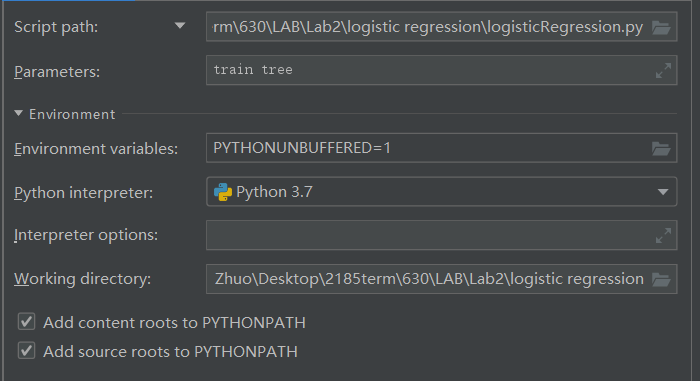 Script path: rm\630\LAB\Lab2\logistic regression\logisticRegression.py
Parameters: train tree
Environment
Environment variables: PYTHONUNBUFFERED=1
Python interpreter: Python 3.7
Interpreter options:
Working directory: Zhuo\Desktop\2185term\630\LAB\Lab2\logistic regression
Add content roots to PYTHONPATH
Add source roots to PYTHONPATH